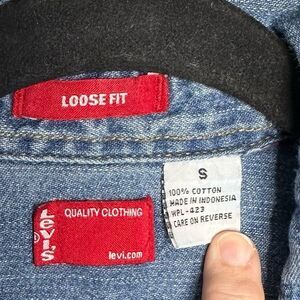 LOOSE FIT
Levi's
®
QUALITY CLOTHING
levi.com
S
100% COTTON
MADE IN INDONESIA
WPL-423
CARE ON REVERSE